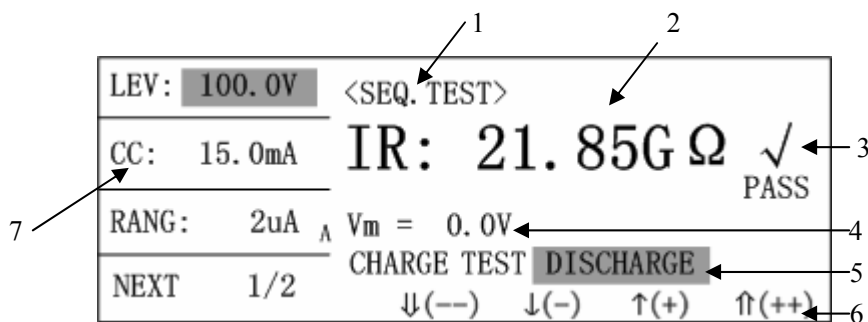 1 2
LEV: 100.0V
<SEQ.TEST>
CC: 15.0mA
IR: 21.85GΩ √ 3
PASS
7
RANG: 2uA A
Vm = 0.0V 4
CHARGE TEST DISCHARGE 5
NEXT 1/2
⇓(--) ↓(-) ↑(+) ⇑(++) 6